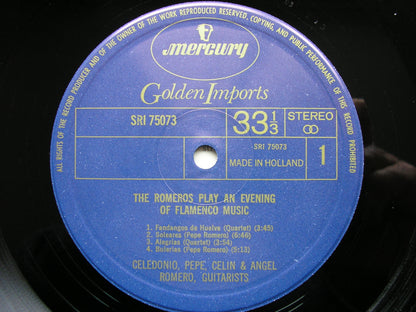 ALL RIGHTS OF THE RECORD PRODUCER AND OF THE OWNER OF THE WORK REPRODUCED RESERVED, COPYING, AND PUBLIC PERFORMANCE OF THIS RECORD PROHIBITED
mercury
Golden Imports
SRI 75073
33 1/3
STEREO
SRI 75073
MADE IN HOLLAND
1
THE ROMEROS PLAY AN EVENING
OF FLAMENCO MUSIC
1. Fandangos de Huelva (Quartet) (3:45)
2. Soleares (Pepe Romero) (6:46)
3. Alegrias (Quartet) (3:54)
4. Bulerias (Pepe Romero) (5:13)
CELEDONIO, PEPE, CELIN & ANGEL
ROMERO, GUITARISTS